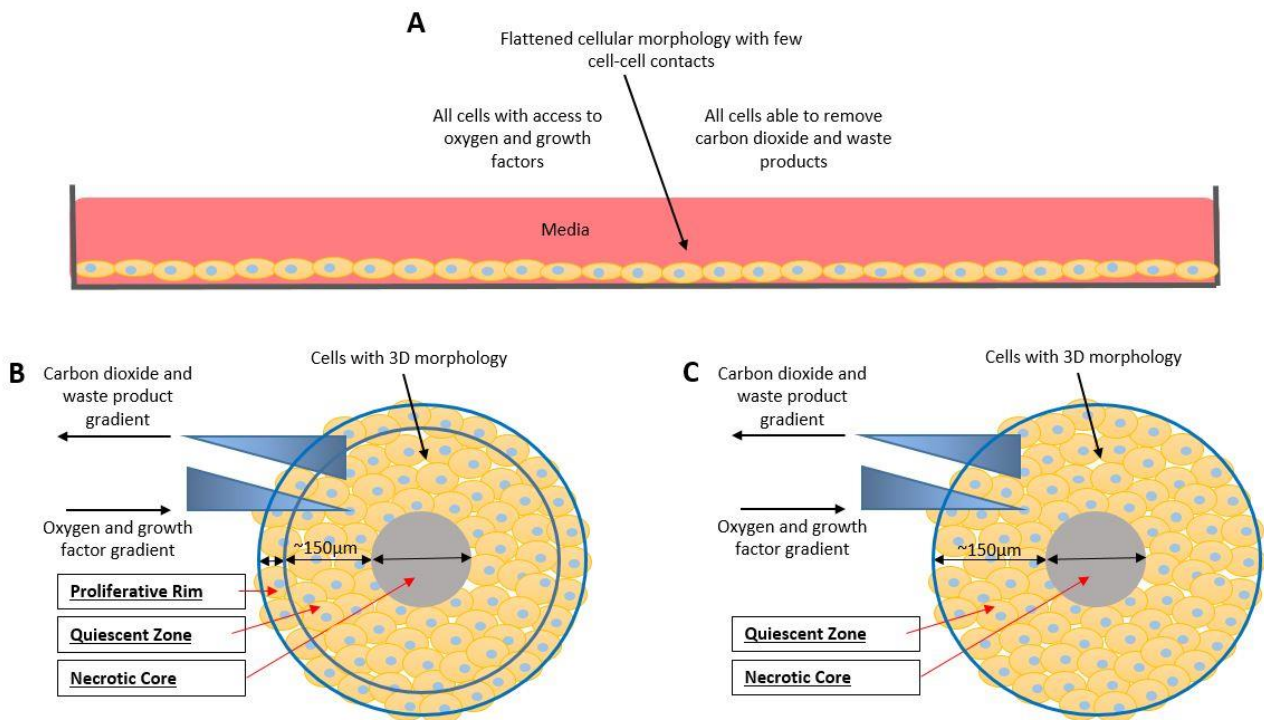 A
Flattened cellular morphology with few
cell-cell contacts
All cells with access to
oxygen and growth
factors
All cells able to remove
carbon dioxide and waste
products
Media
B
Carbon dioxide and
waste product
gradient
Cells with 3D morphology
Oxygen and growth
factor gradient
~150μm
Proliferative Rim
Quiescent Zone
Necrotic Core
C
Carbon dioxide and
waste product
gradient
Cells with 3D morphology
Oxygen and growth
factor gradient
~150μm
Quiescent Zone
Necrotic Core